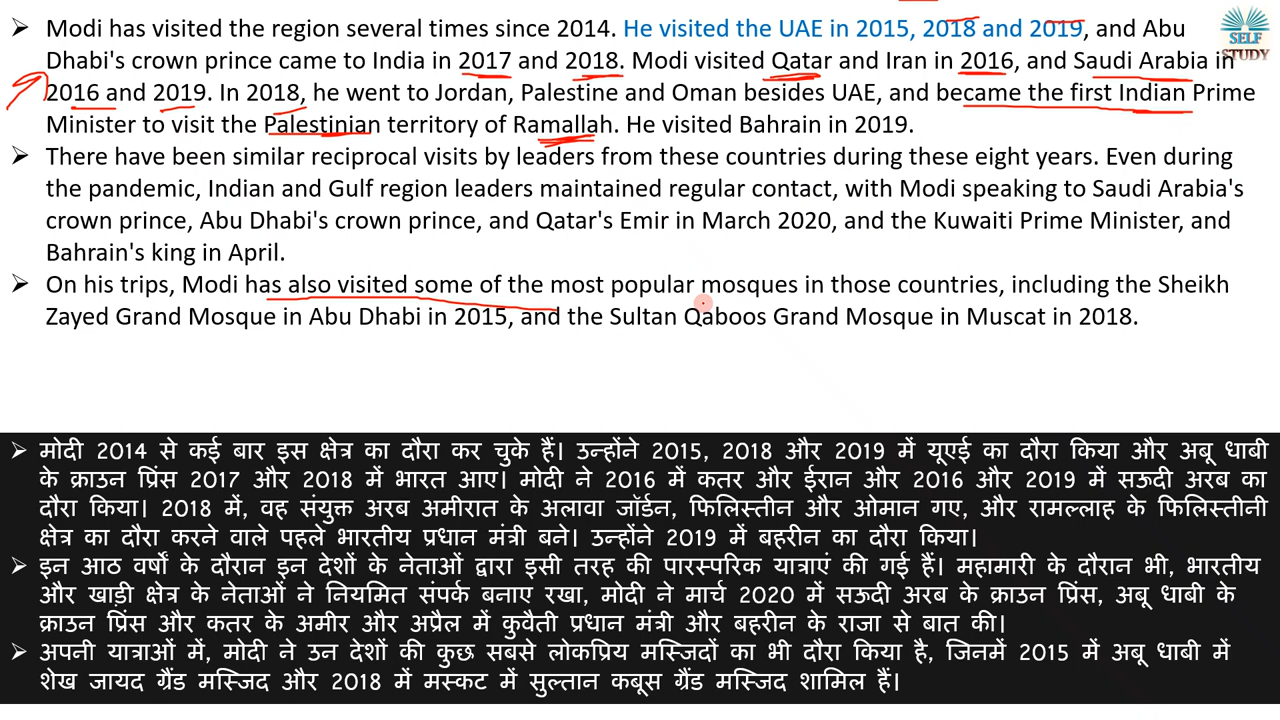 ➢ Modi has visited the region several times since 2014. He visited the UAE in 2015, 2018 and 2019, and Abu
Dhabi's crown prince came to India in 2017 and 2018. Modi visited Qatar and Iran in 2016, and Saudi Arabia in
2016 and 2019. In 2018, he went to Jordan, Palestine and Oman besides UAE, and became the first Indian Prime
Minister to visit the Palestinian territory of Ramallah. He visited Bahrain in 2019.
➢ There have been similar reciprocal visits by leaders from these countries during these eight years. Even during
the pandemic, Indian and Gulf region leaders maintained regular contact, with Modi speaking to Saudi Arabia's
crown prince, Abu Dhabi's crown prince, and Qatar's Emir in March 2020, and the Kuwaiti Prime Minister, and
Bahrain's king in April.
➢ On his trips, Modi has also visited some of the most popular mosques in those countries, including the Sheikh
Zayed Grand Mosque in Abu Dhabi in 2015, and the Sultan Qaboos Grand Mosque in Muscat in 2018.
SELF
STUDY
➢ मोदी 2014 से कई बार इस क्षेत्र का दौरा कर चुके हैं। उन्होंने 2015, 2018 और 2019 में यूएई का दौरा किया और अबू धाबी
के क्राउन प्रिंस 2017 और 2018 में भारत आए। मोदी ने 2016 में कतर और ईरान और 2016 और 2019 में सऊदी अरब का
दौरा किया। 2018 में, वह संयुक्त अरब अमीरात के अलावा जॉर्डन, फिलिस्तीन और ओमान गए, और रामल्लाह के फिलिस्तीनी
क्षेत्र का दौरा करने वाले पहले भारतीय प्रधान मंत्री बने। उन्होंने 2019 में बहरीन का दौरा किया।
➢ इन आठ वर्षों के दौरान इन देशों के नेताओं द्वारा इसी तरह की पारस्परिक यात्राएं की गई हैं। महामारी के दौरान भी, भारतीय
और खाड़ी क्षेत्र के नेताओं ने नियमित संपर्क बनाए रखा, मोदी ने मार्च 2020 में सऊदी अरब के क्राउन प्रिंस, अबू धाबी के
क्राउन प्रिंस और कतर के अमीर और अप्रैल में कुवैती प्रधान मंत्री और बहरीन के राजा से बात की।
➢ अपनी यात्राओं में, मोदी ने उन देशों की कुछ सबसे लोकप्रिय मस्जिदों का भी दौरा किया है, जिनमें 2015 में अबू धाबी में
शेख जायद ग्रैंड मस्जिद और 2018 में मस्कट में सुल्तान कबूस ग्रैंड मस्जिद शामिल हैं।